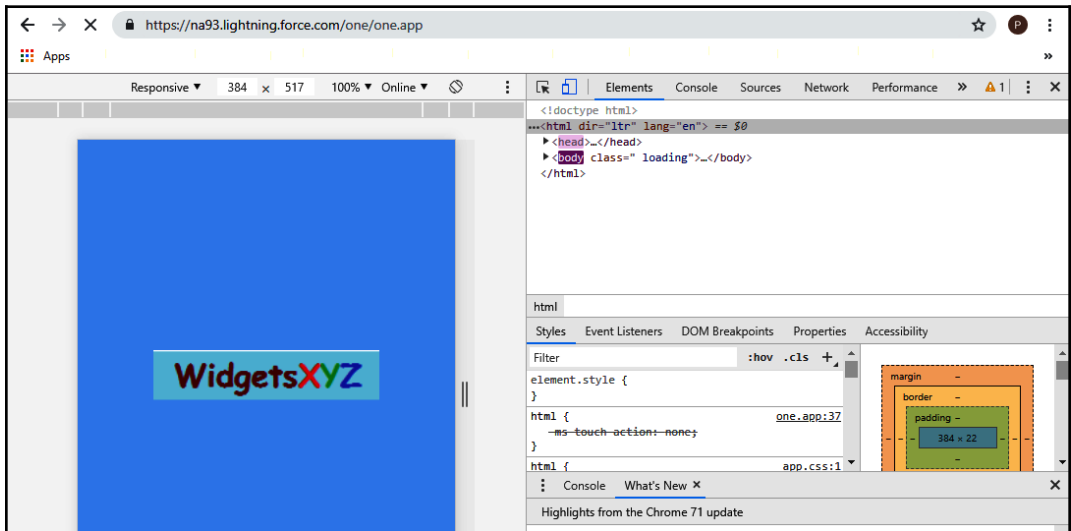 https://na93.lightning.force.com/one/one.app
P
Apps
»
Responsive ▼ 384 × 517 100% ▼ Online ▼
Elements Console Sources Network Performance » 1
<!doctype html>
...<html dir="ltr" lang="en"> == $0
<head>…</head>
<body class=" loading">…</body>
</html>
WidgetsXYZ
html
Styles Event Listeners DOM Breakpoints Properties Accessibility
Filter :hov .cls +
element.style {
}
html { one.app:37
-ms-touch-action: none;
}
html { app.css:1
margin –
border –
padding –
– – – 384 × 22 – – –
–
Console What's New ×
Highlights from the Chrome 71 update